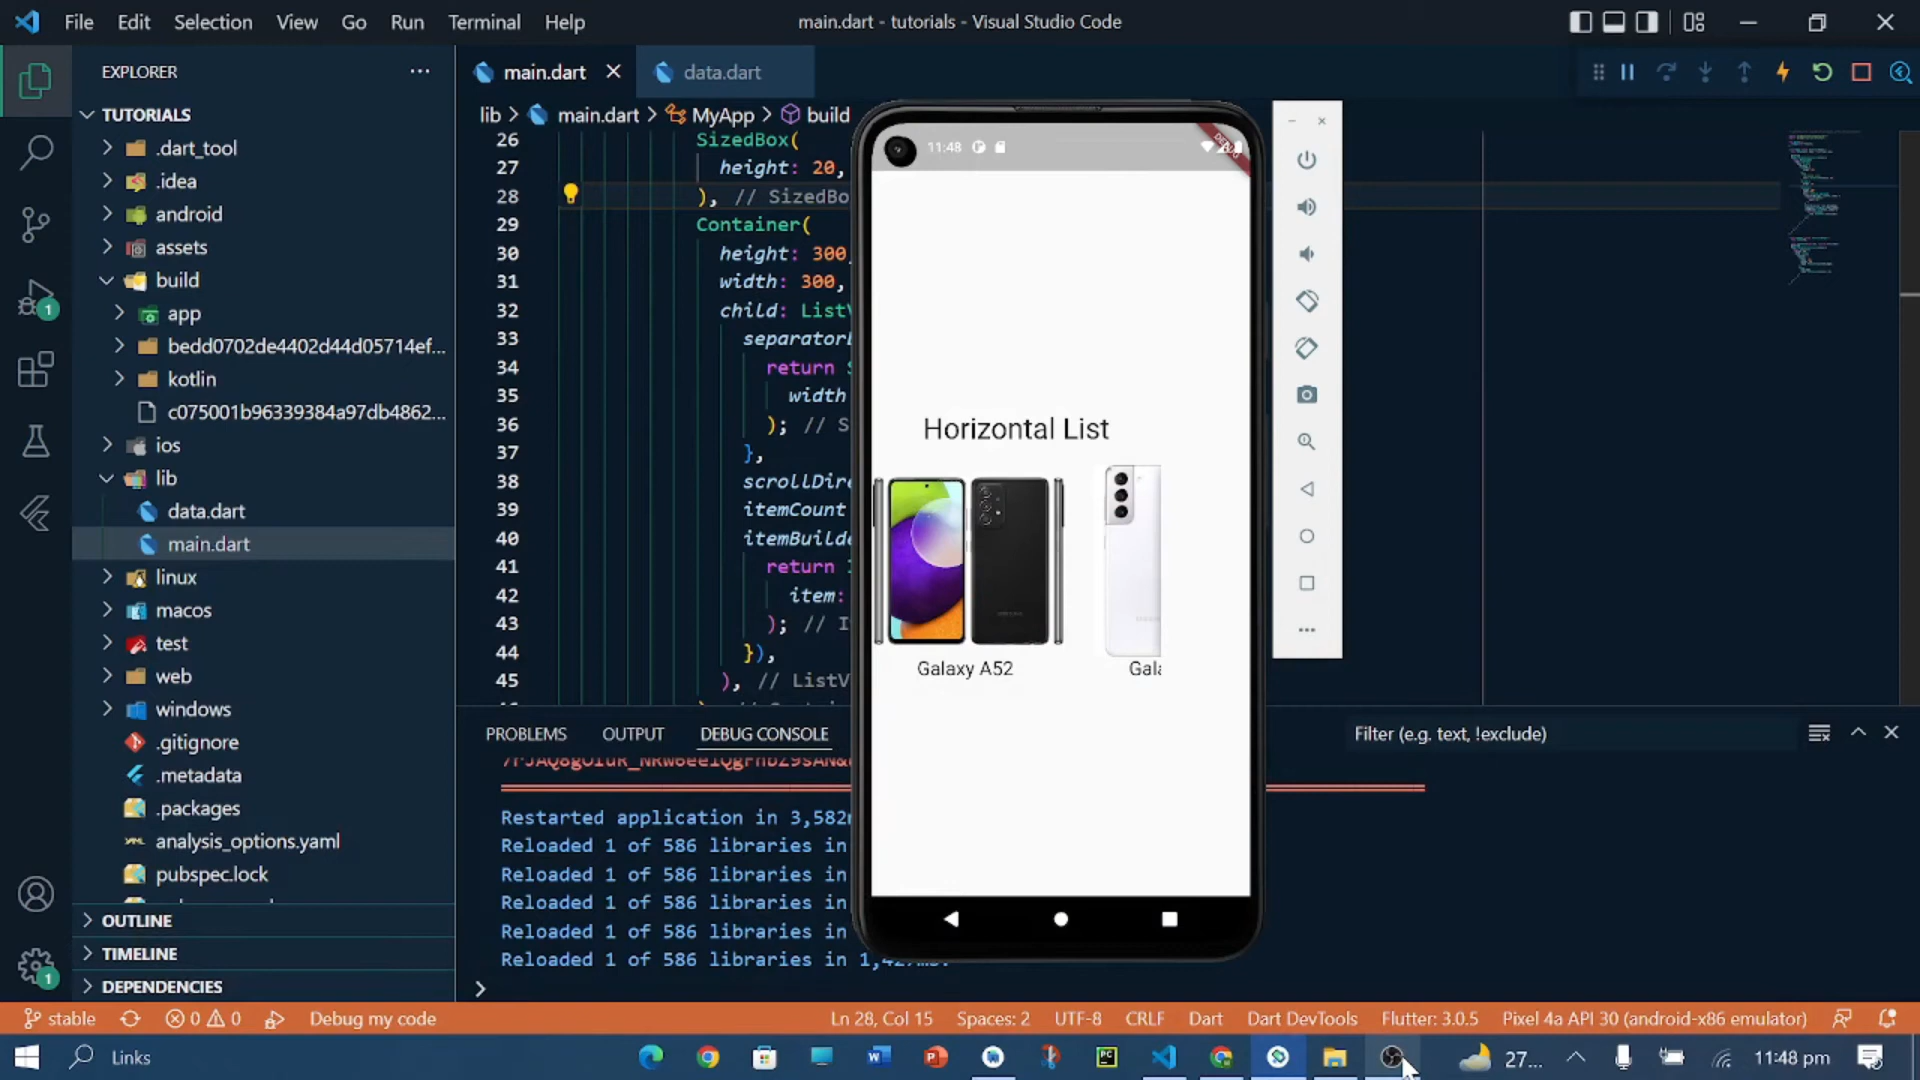 File Edit Selection View Go Run Terminal Help
main.dart - tutorials - Visual Studio Code
EXPLORER
TUTORIALS
.dart_tool
.idea
android
assets
build
app
bedd0702de4402d44d05714ef...
kotlin
c075001b96339384a97db4862...
ios
lib
data.dart
main.dart
linux
macos
test
web
windows
.gitignore
.metadata
.packages
analysis_options.yaml
pubspec.lock
OUTLINE
TIMELINE
DEPENDENCIES
main.dart
data.dart
lib > main.dart > MyApp > build
26 SizedBox(
27 height: 20,
28 ), // SizedBo
29 Container(
30 height: 300,
31 width: 300,
32 child: ListV
33 separator
34 return S
35 width
36 ); // S
37 },
38 scrollDire
39 itemCount
40 itemBuilde
41 return I
42 item:
43 ); // I
44 }),
45 ), // ListV
11:48
Horizontal List
Galaxy A52
Gala
PROBLEMS OUTPUT DEBUG CONSOLE
Filter (e.g. text, !exclude)
Restarted application in 3,582m
Reloaded 1 of 586 libraries in
Reloaded 1 of 586 libraries in
Reloaded 1 of 586 libraries in
Reloaded 1 of 586 libraries in
Reloaded 1 of 586 libraries in 1,429ms.
>
stable 0 0 Debug my code
Ln 28, Col 15 Spaces: 2 UTF-8 CRLF Dart Dart DevTools Flutter: 3.0.5 Pixel 4a API 30 (android-x86 emulator)
Links
27... 11:48 pm